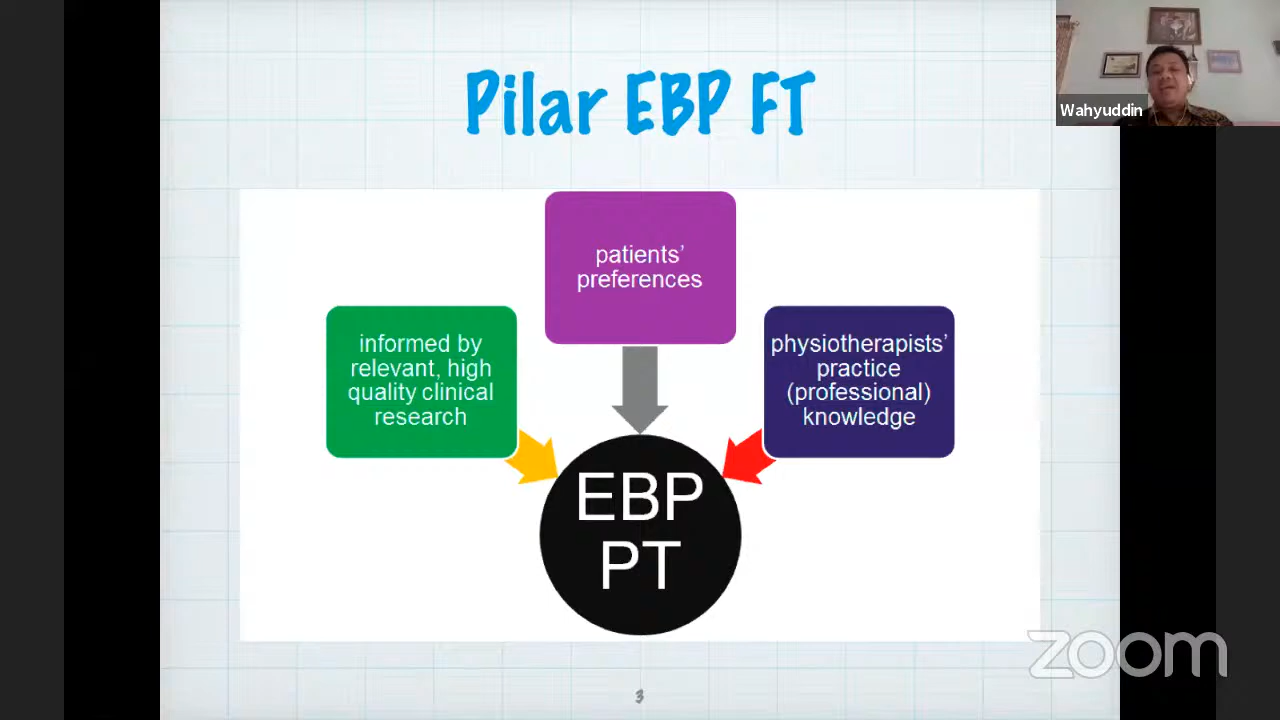 Pilar EBP FT
Wahyuddin
patients’
preferences
informed by
relevant, high
quality clinical
research
physiotherapists’
practice
(professional)
knowledge
EBP
PT
zoom
3